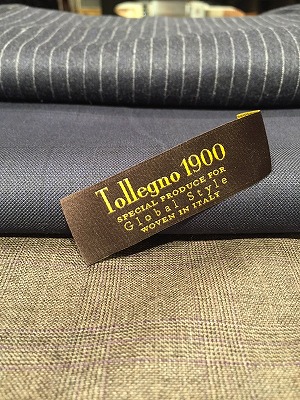 Tollegno 1900
SPECIAL PRODUCE FOR
Global Style
WOVEN IN ITALY